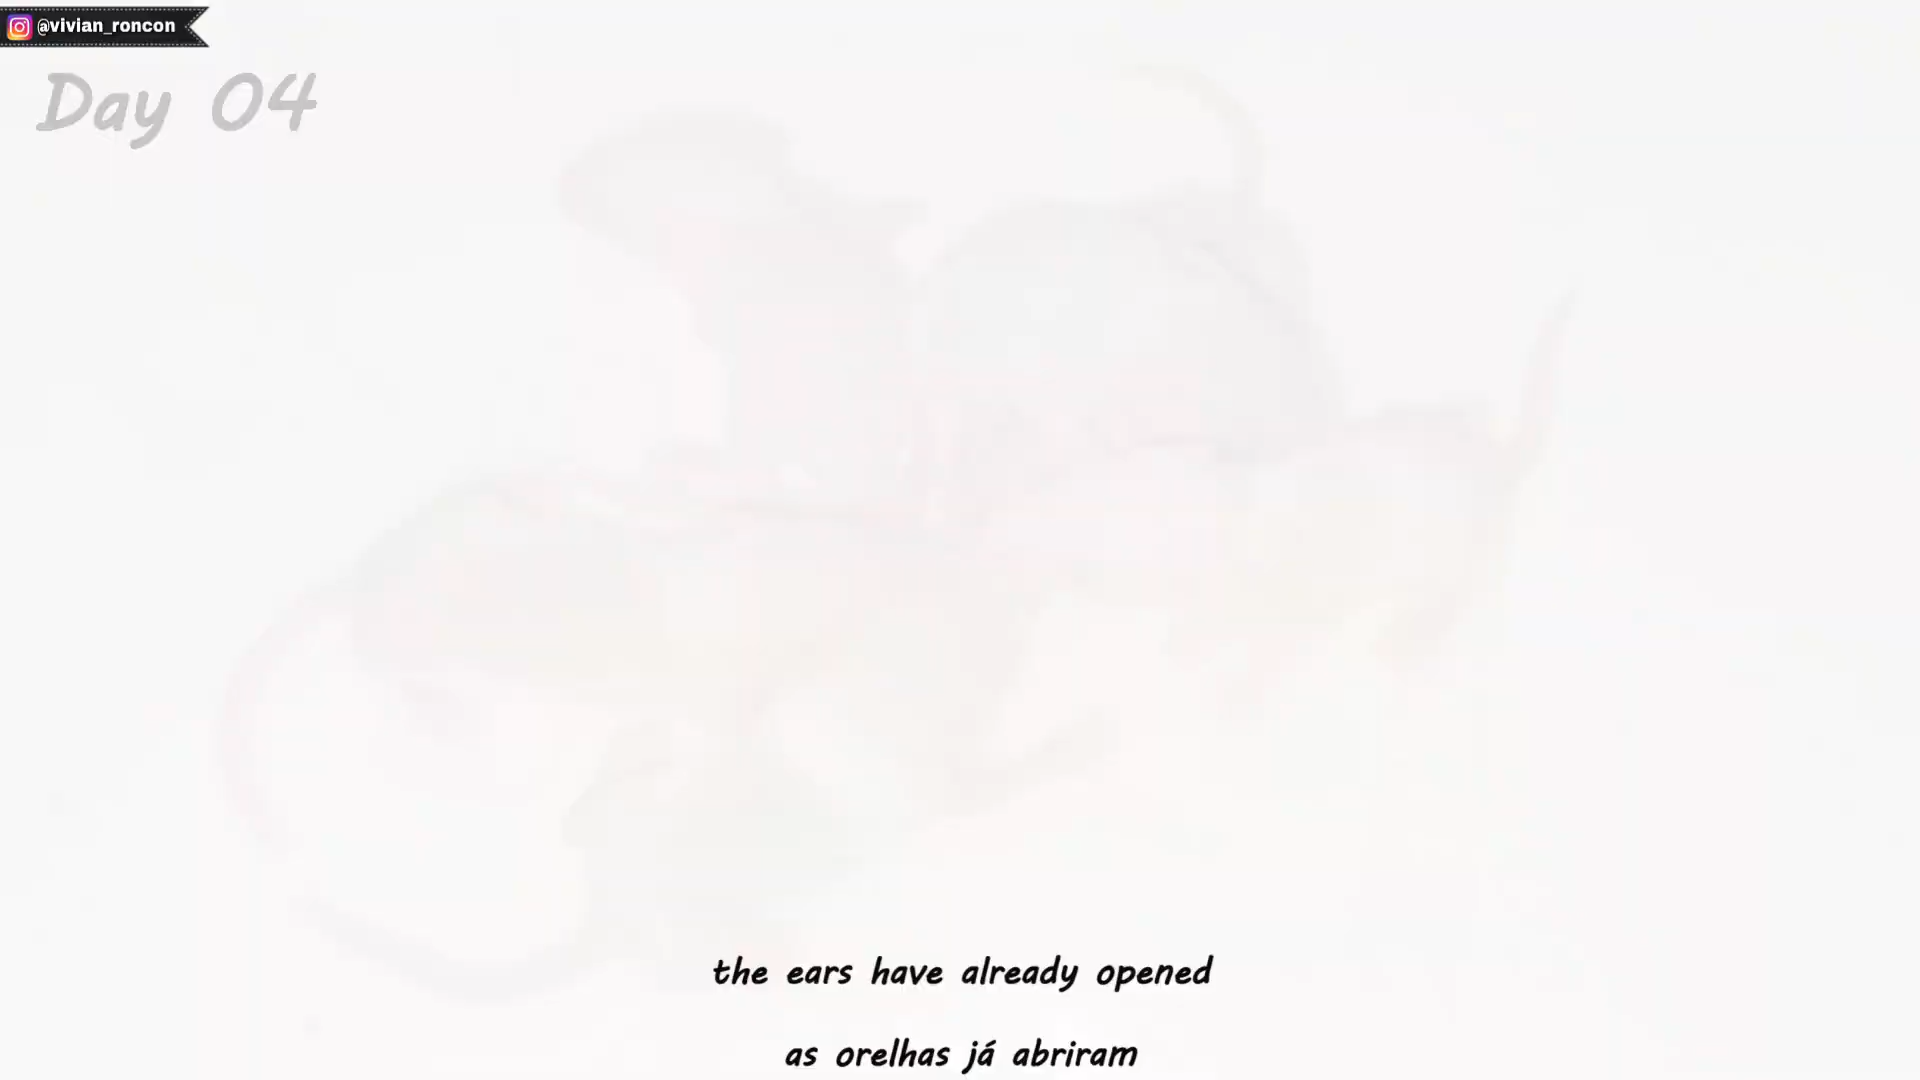 @vivian_roncon
Day 04
the ears have already opened
as orelhas já abriram